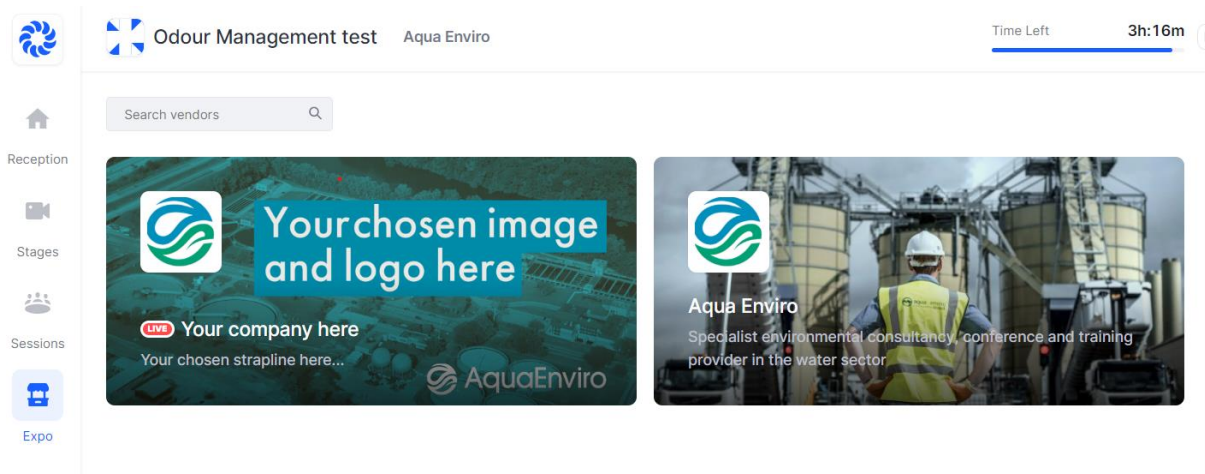 Odour Management test Aqua Enviro
Time Left 3h:16m
Search vendors
Reception
Stages
Sessions
Expo
Your chosen image
and logo here
LIVE Your company here
Your chosen strapline here...
AquaEnviro
Aqua Enviro
Specialist environmental consultancy, conference and training
provider in the water sector